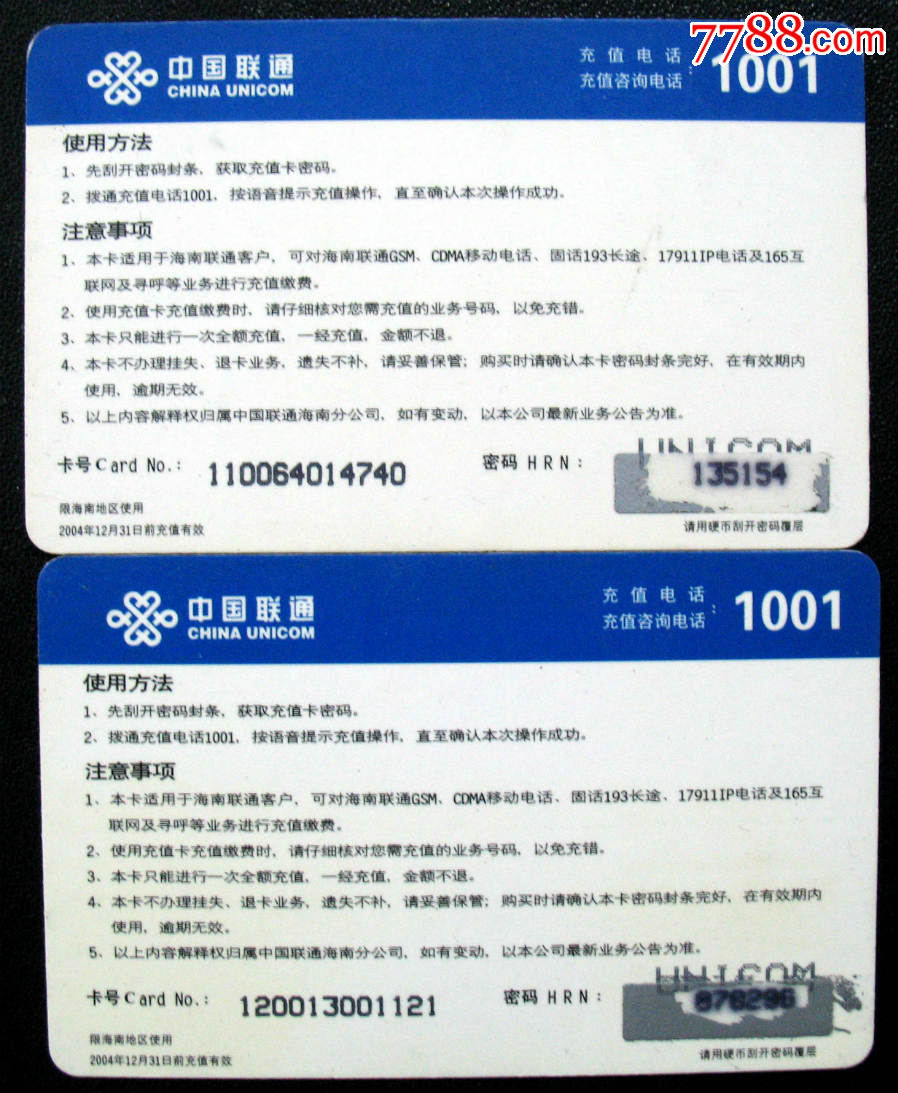 7788.com
中国联通
CHINA UNICOM
充值电话
充值咨询电话: 1001
使用方法
1、先刮开密码封条，获取充值卡密码。
2、拨通充值电话1001，按语音提示充值操作，直至确认本次操作成功。
注意事项
1、本卡适用于海南联通客户，可对海南联通GSM、CDMA移动电话、固话193长途、17911IP电话及165互
联网及寻呼等业务进行充值缴费。
2、使用充值卡充值缴费时，请仔细核对您需充值的业务号码，以免充错。
3、本卡只能进行一次全额充值，一经充值，金额不退。
4、本卡不办理挂失、退卡业务，遗失不补，请妥善保管；购买时请确认本卡密码封条完好，在有效期内
使用，逾期无效。
5、以上内容解释权归属中国联通海南分公司，如有变动，以本公司最新业务公告为准。
UNICOM
卡号Card No.: 110064014740 密码HRN: 135154
限海南地区使用
2004年12月31日前充值有效 请用硬币刮开密码覆层
中国联通
CHINA UNICOM
充值电话
充值咨询电话: 1001
使用方法
1、先刮开密码封条，获取充值卡密码。
2、拨通充值电话1001，按语音提示充值操作，直至确认本次操作成功。
注意事项
1、本卡适用于海南联通客户，可对海南联通GSM、CDMA移动电话、固话193长途、17911IP电话及165互
联网及寻呼等业务进行充值缴费。
2、使用充值卡充值缴费时，请仔细核对您需充值的业务号码，以免充错。
3、本卡只能进行一次全额充值，一经充值，金额不退。
4、本卡不办理挂失、退卡业务，遗失不补，请妥善保管；购买时请确认本卡密码封条完好，在有效期内
使用，逾期无效。
5、以上内容解释权归属中国联通海南分公司，如有变动，以本公司最新业务公告为准。
UNICOM
卡号Card No.: 120013001121 密码HRN:
限海南地区使用
2004年12月31日前充值有效 请用硬币刮开密码覆层